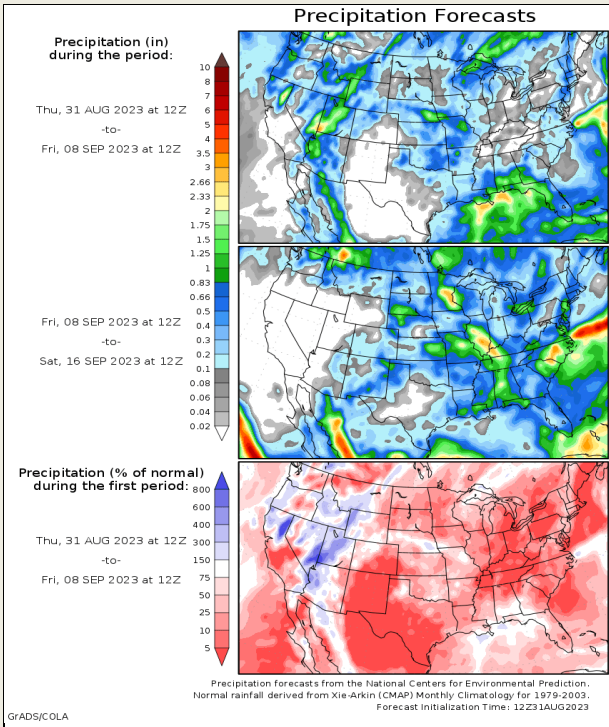 Precipitation Forecasts
Precipitation (in)
during the period:
Thu, 31 AUG 2023 at 12Z
-to-
Fri, 08 SEP 2023 at 12Z
10
8
7
6
5
4
3.5
3
2.66
2.33
2
1.75
1.5
1.25
1
0.83
0.66
0.5
0.4
0.3
0.2
0.1
0.08
0.06
0.04
0.02
Fri, 08 SEP 2023 at 12Z
-to-
Sat, 16 SEP 2023 at 12Z
Precipitation (% of normal)
during the first period:
Thu, 31 AUG 2023 at 12Z
-to-
Fri, 08 SEP 2023 at 12Z
800
600
400
300
150
75
50
25
10
5
Precipitation forecasts from the National Centers for Environmental Prediction.
Normal rainfall derived from Xie-Arkin (CMAP) Monthly Climatology for 1979-2003.
Forecast Initialization Time: 12Z31AUG2023
GrADS/COLA